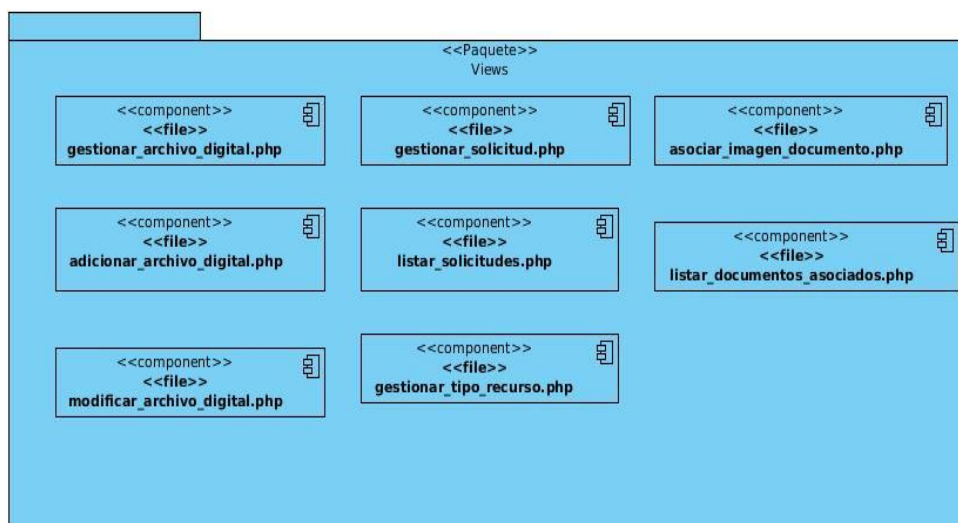 <<Paquete>>
Views
<<component>>
<<file>>
gestionar_archivo_digital.php
<<component>>
<<file>>
gestionar_solicitud.php
<<component>>
<<file>>
asociar_imagen_documento.php
<<component>>
<<file>>
adicionar_archivo_digital.php
<<component>>
<<file>>
listar_solicitudes.php
<<component>>
<<file>>
listar_documentos_asociados.php
<<component>>
<<file>>
modificar_archivo_digital.php
<<component>>
<<file>>
gestionar_tipo_recurso.php